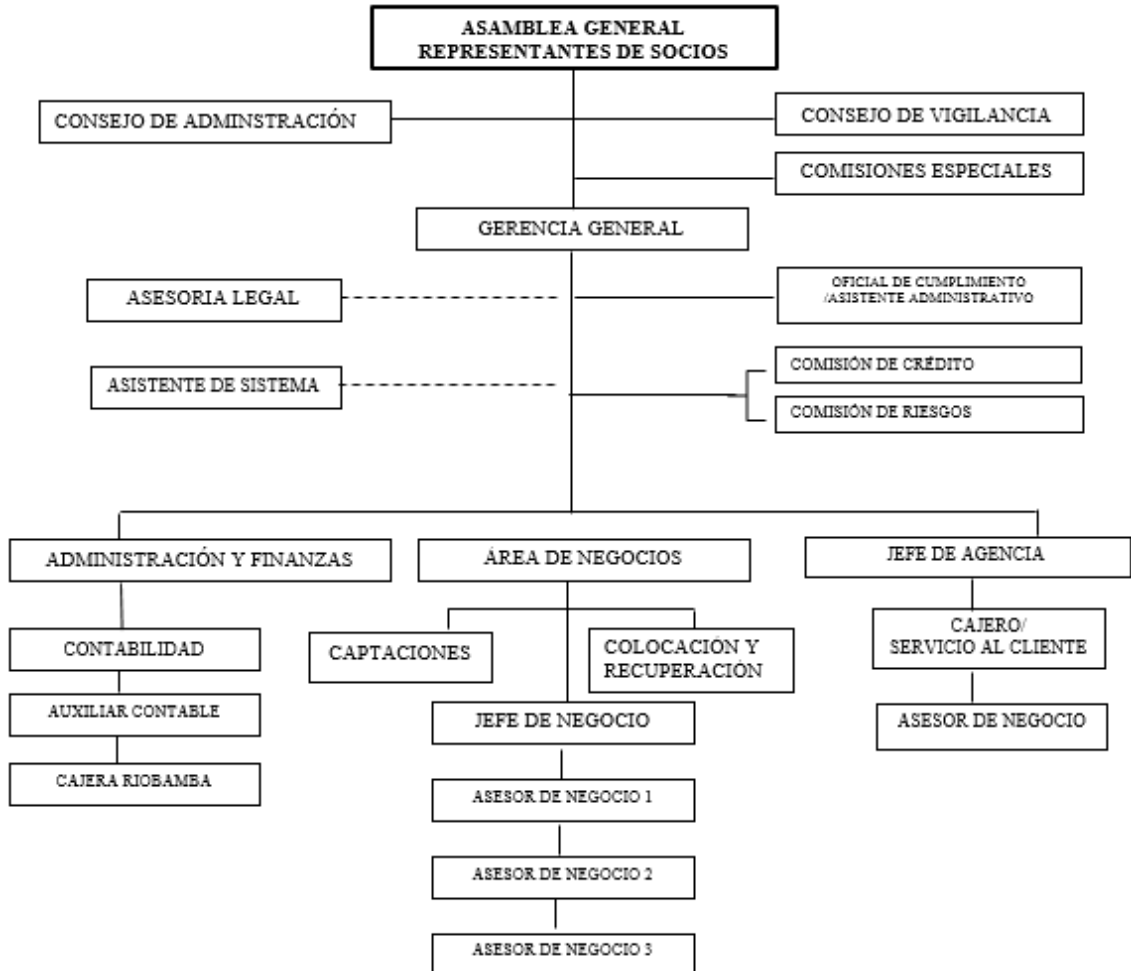 ASAMBLEA GENERAL
REPRESENTANTES DE SOCIOS
CONSEJO DE ADMINSTRACIÓN
CONSEJO DE VIGILANCIA
COMISIONES ESPECIALES
GERENCIA GENERAL
ASESORIA LEGAL
OFICIAL DE CUMPLIMIENTO
/ASISTENTE ADMINISTRATIVO
ASISTENTE DE SISTEMA
COMISIÓN DE CRÉDITO
COMISIÓN DE RIESGOS
ADMINISTRACIÓN Y FINANZAS
ÁREA DE NEGOCIOS
JEFE DE AGENCIA
CONTABILIDAD
CAPTACIONES
COLOCACIÓN Y
RECUPERACIÓN
CAJERO/
SERVICIO AL CLIENTE
AUXILIAR CONTABLE
JEFE DE NEGOCIO
ASESOR DE NEGOCIO
CAJERA RIOBAMBA
ASESOR DE NEGOCIO 1
ASESOR DE NEGOCIO 2
ASESOR DE NEGOCIO 3